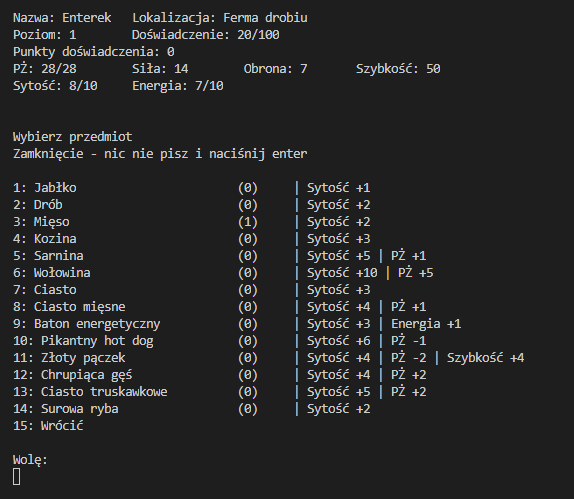 Nazwa: Enterek Lokalizacja: Ferma drobiu
Poziom: 1 Doświadczenie: 20/100
Punkty doświadczenia: 0
PŻ: 28/28 Siła: 14 Obrona: 7 Szybkość: 50
Sytość: 8/10 Energia: 7/10
Wybierz przedmiot
Zamknięcie - nic nie pisz i naciśnij enter
1: Jabłko (0) | Sytość +1
2: Drób (0) | Sytość +2
3: Mięso (1) | Sytość +2
4: Kozina (0) | Sytość +3
5: Sarnina (0) | Sytość +5 | PŻ +1
6: Wołowina (0) | Sytość +10 | PŻ +5
7: Ciasto (0) | Sytość +3
8: Ciasto mięsne (0) | Sytość +4 | PŻ +1
9: Baton energetyczny (0) | Sytość +3 | Energia +1
10: Pikantny hot dog (0) | Sytość +6 | PŻ -1
11: Złoty pączek (0) | Sytość +4 | PŻ -2 | Szybkość +4
12: Chrupiąca gęś (0) | Sytość +4 | PŻ +2
13: Ciasto truskawkowe (0) | Sytość +5 | PŻ +2
14: Surowa ryba (0) | Sytość +2
15: Wrócić
Wolę: